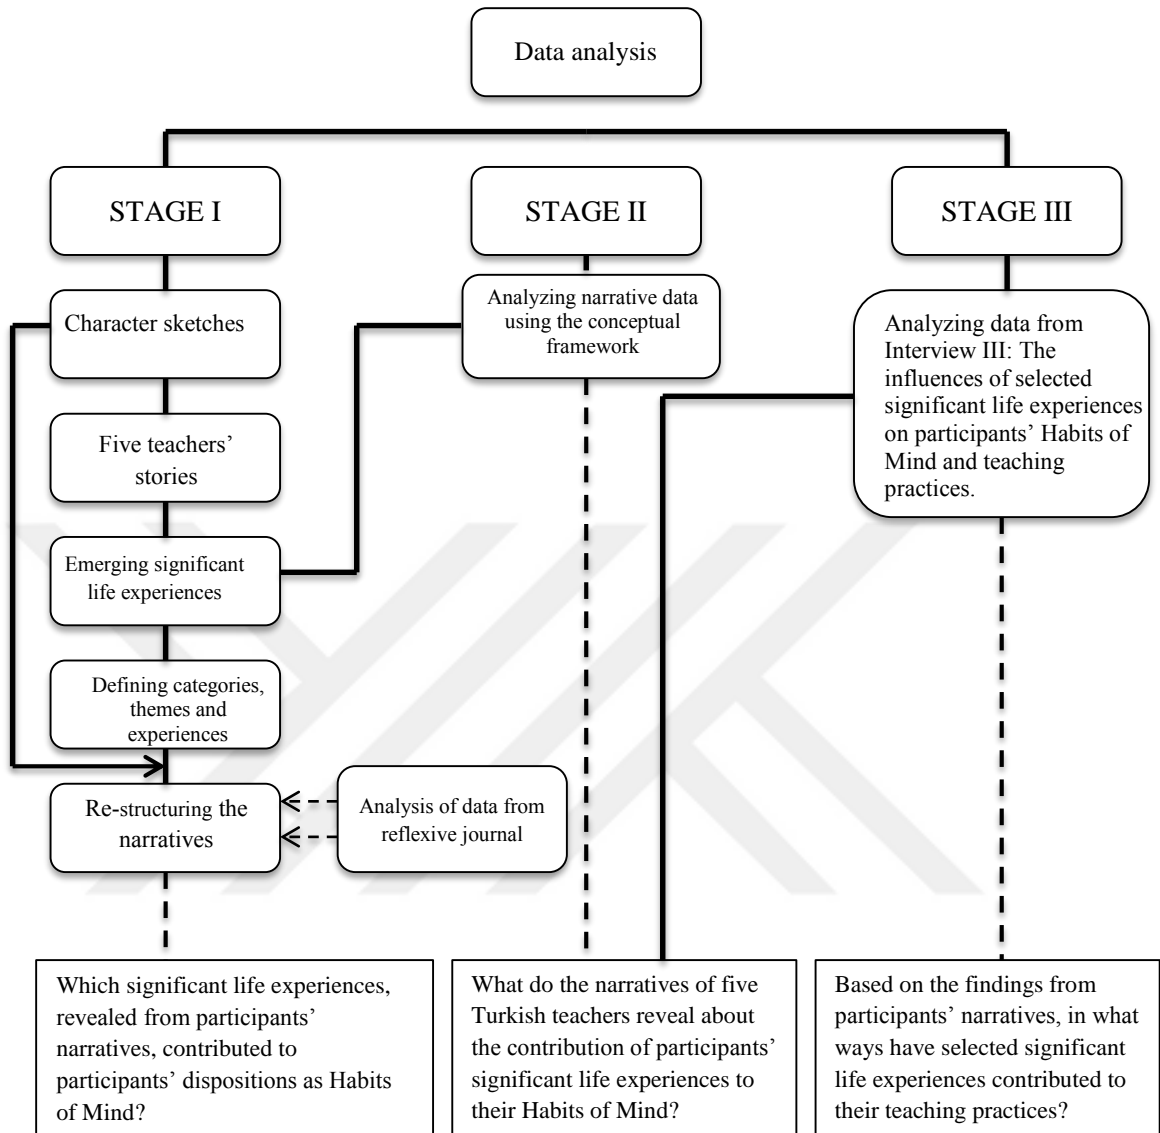 Data analysis
STAGE I
STAGE II
STAGE III
Character sketches
Five teachers’
stories
Emerging significant
life experiences
Defining categories,
themes and
experiences
Re-structuring the
narratives
Analysis of data from
reflexive journal
Analyzing narrative data
using the conceptual
framework
Analyzing data from
Interview III: The
influences of selected
significant life experiences
on participants’ Habits of
Mind and teaching
practices.
Which significant life experiences,
revealed from participants’
narratives, contributed to
participants’ dispositions as Habits
of Mind?
What do the narratives of five
Turkish teachers reveal about
the contribution of participants’
significant life experiences to
their Habits of Mind?
Based on the findings from
participants’ narratives, in what
ways have selected significant
life experiences contributed to
their teaching practices?